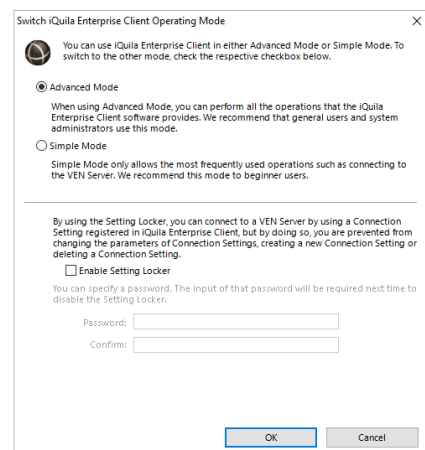 Switch iQuila Enterprise Client Operating Mode
You can use iQuila Enterprise Client in either Advanced Mode or Simple Mode. To
switch to the other mode, check the respective checkbox below.
Advanced Mode
When using Advanced Mode, you can perform all the operations that the iQuila
Enterprise Client software provides. We recommend that general users and system
administrators use this mode.
Simple Mode
Simple Mode only allows the most frequently used operations such as connecting to
the VEN Server. We recommend this mode to beginner users.
By using the Setting Locker, you can connect to a VEN Server by using a Connection
Setting registered in iQuila Enterprise Client, but by doing so, you are prevented from
changing the parameters of Connection Settings, creating a new Connection Setting or
deleting a Connection Setting.
Enable Setting Locker
You can specify a password. The input of that password will be required next time to
disable the Setting Locker.
Password:
Confirm:
OK Cancel